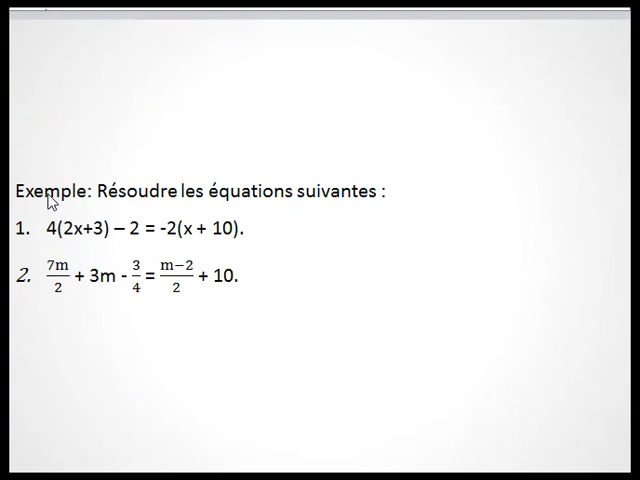 Exemple: Résoudre les équations suivantes :
1. 4(2x+3) – 2 = -2(x + 10).
2. 7m/2 + 3m - 3/4 = m−2/2 + 10.